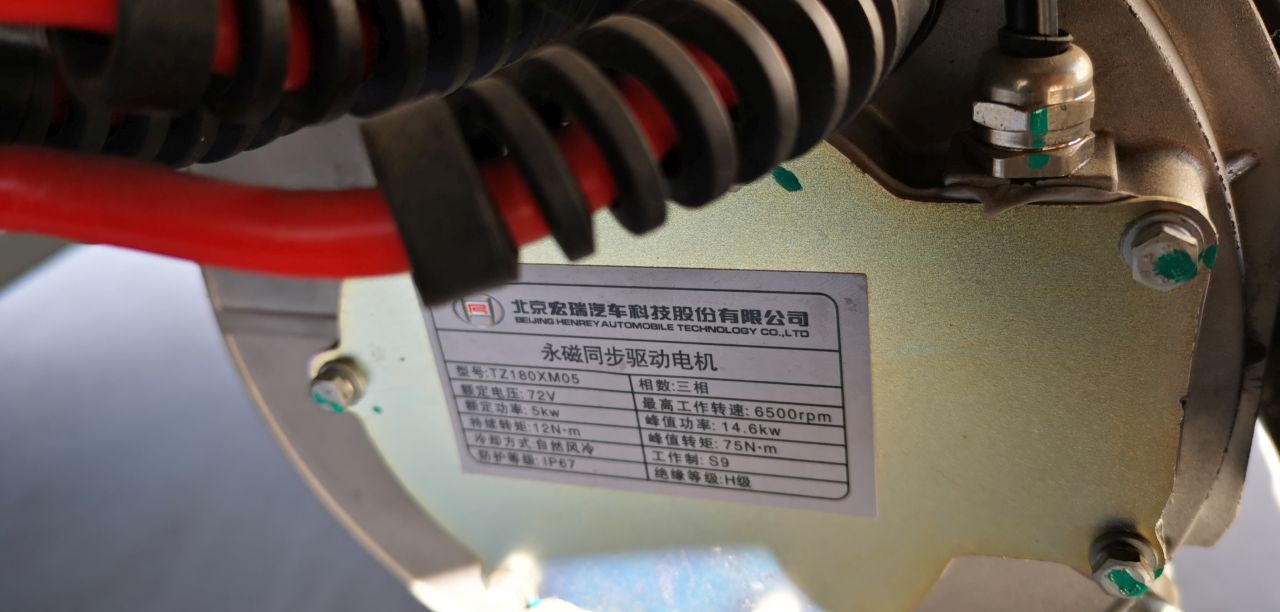 北京宏瑞汽车科技股份有限公司
BEIJING HENREY AUTOMOBILE TECHNOLOGY CO.,LTD
永磁同步驱动电机
型号:TZ180XM05 相数:三相
额定电压:72V 最高工作转速:6500rpm
额定功率:5kw 峰值功率:14.6kw
持续转矩:12N·m 峰值转矩:75N·m
冷却方式:自然风冷 工作制:S9
防护等级:IP67 绝缘等级:H级